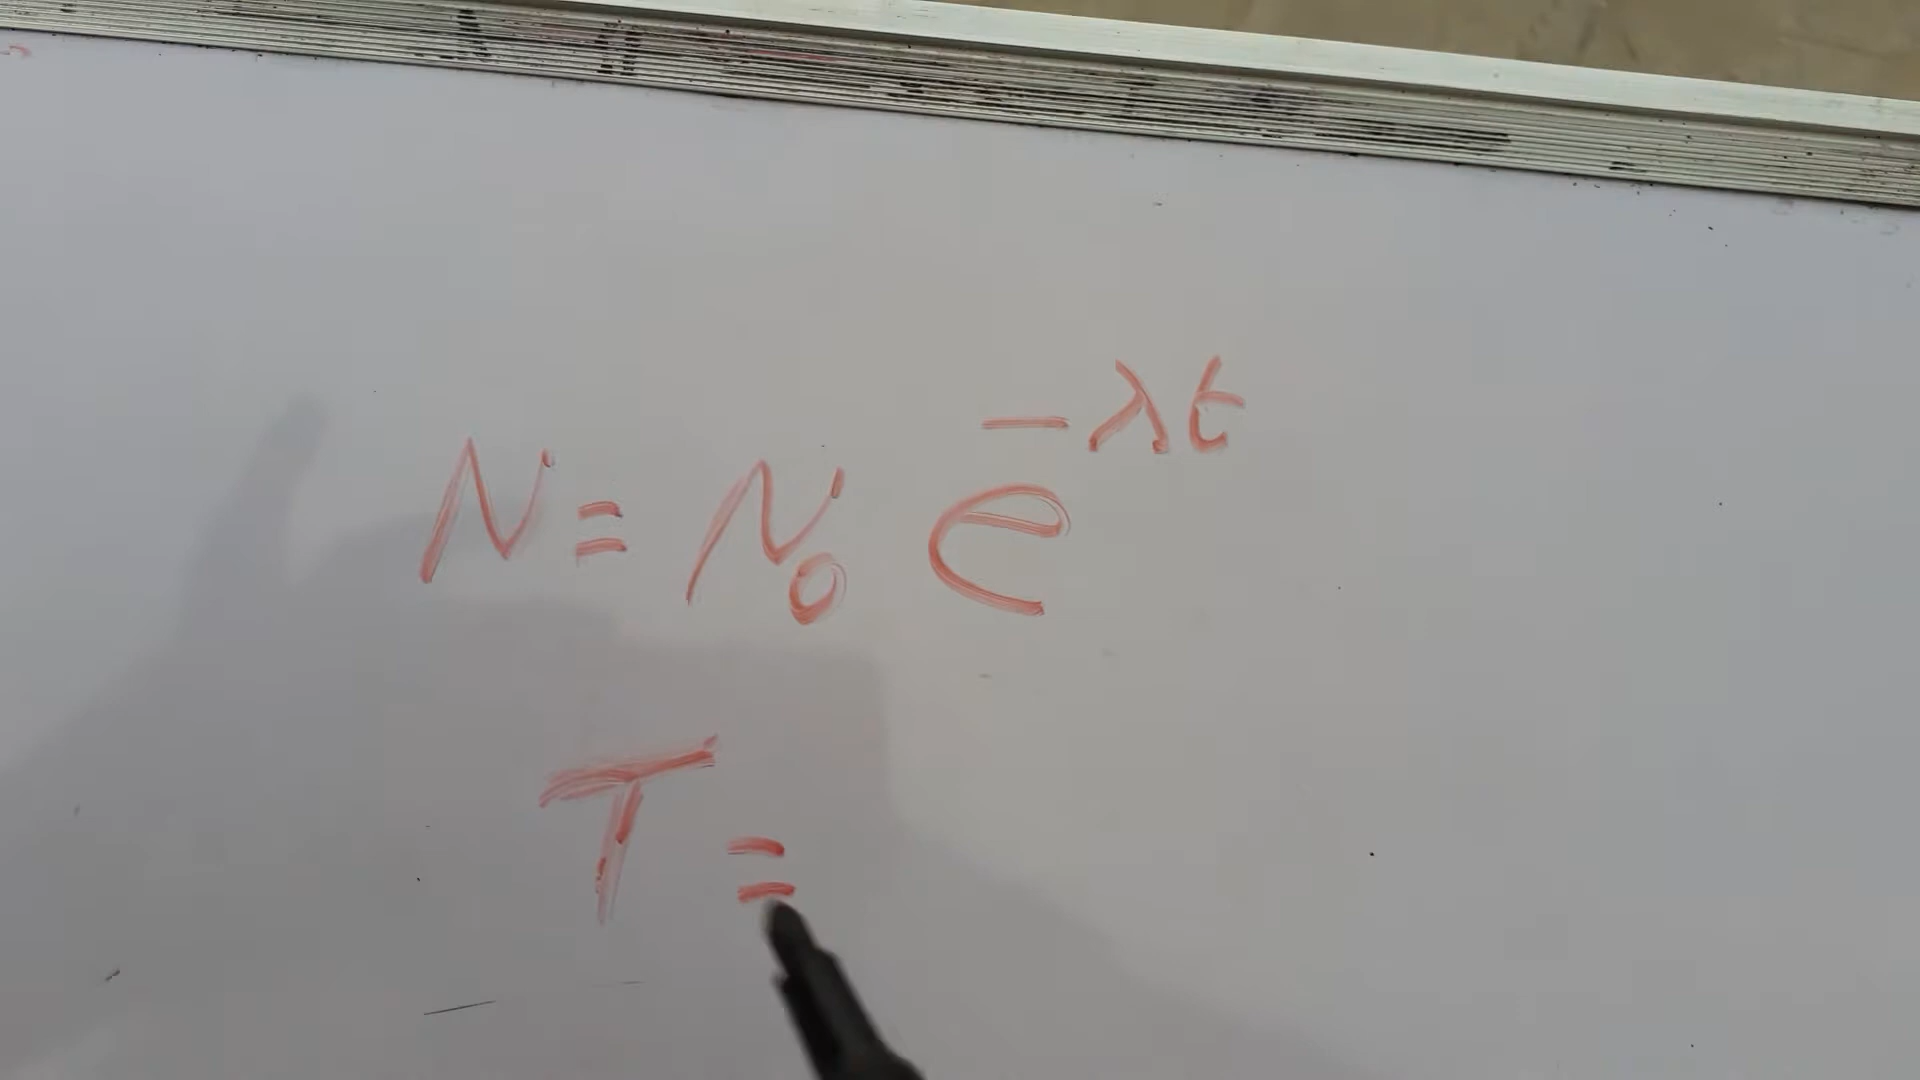 N = N₀ e^{-λt}
T =